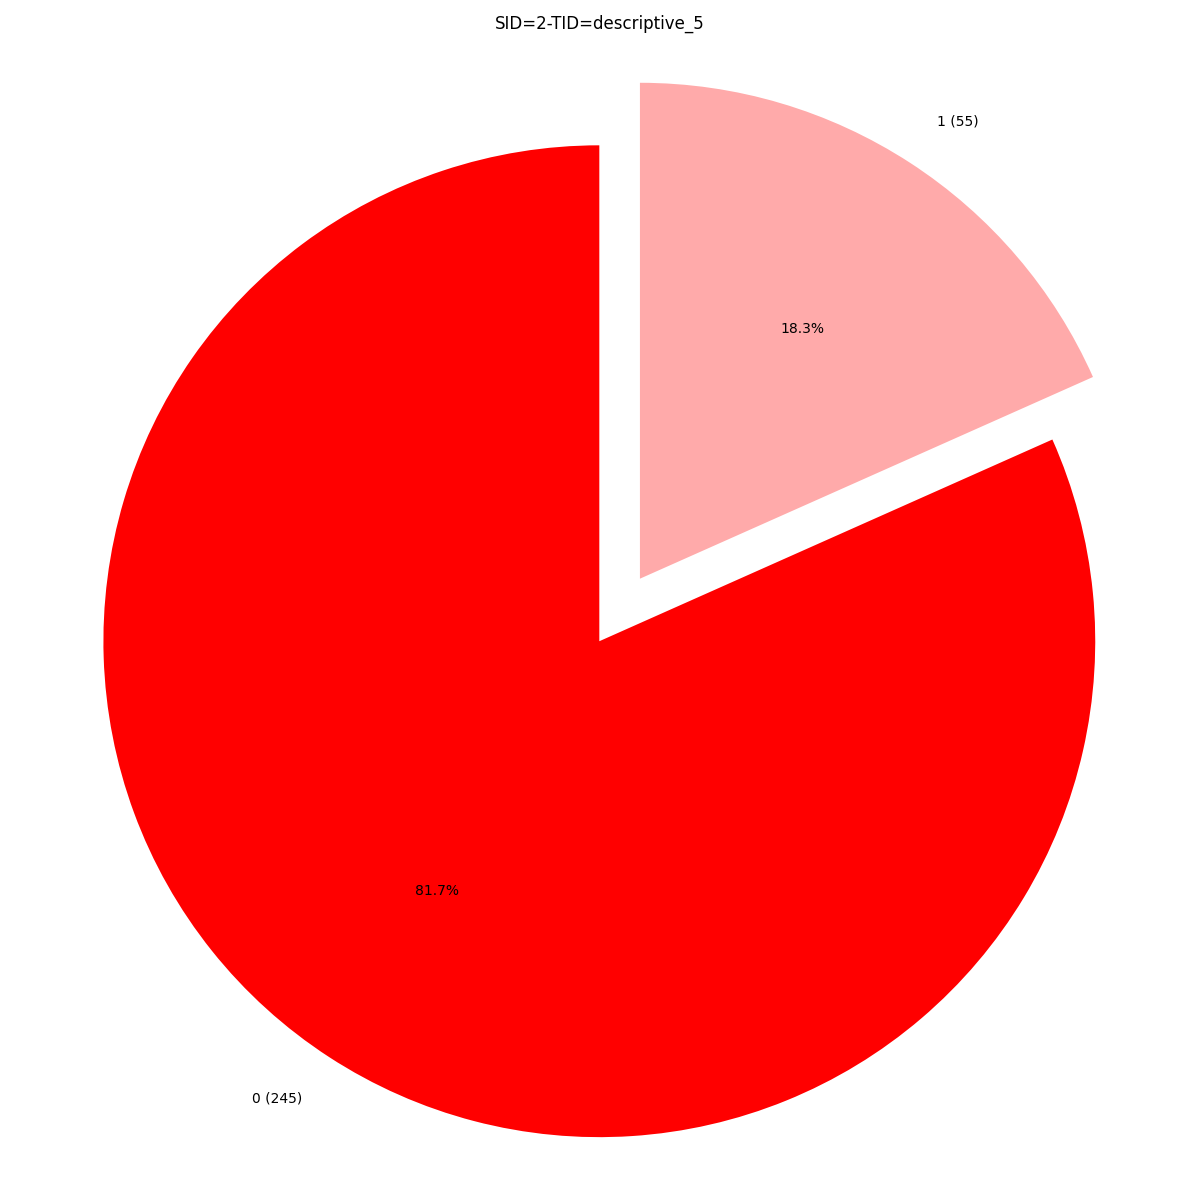 SID=2-TID=descriptive_5
1 (55)
18.3%
81.7%
0 (245)